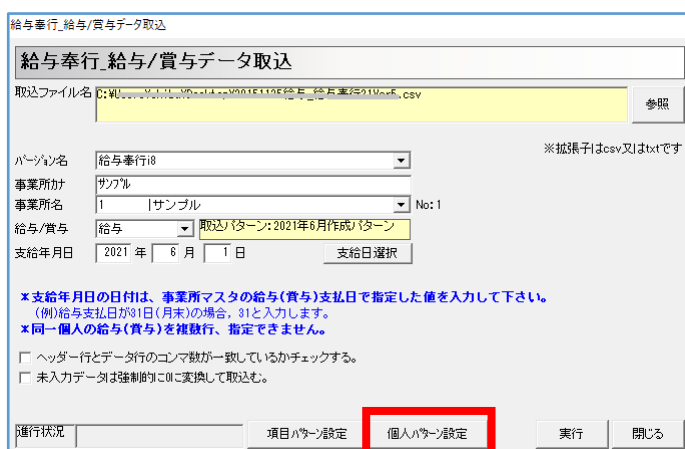 給与奉行_給与/賞与データ取込
給与奉行_給与/賞与データ取込
取込ファイル名 C:¥U .csv
参照
※拡張子はcsv又はtxtです
バージョン名 給与奉行i8
事業所カナ サンプル
事業所名 1 |サンプル No:1
給与/賞与 給与 取込パターン:2021年6月作成パターン
支給年月日 2021 年 6 月 1 日 支給日選択
*支給年月日の日付は、事業所マスタの給与(賞与)支払日で指定した値を入力して下さい。
(例)給与支払日が31日(月末)の場合, 31と入力します。
*同一個人の給与(賞与)を複数行、指定できません。
ヘッダー行とデータ行のコンマ数が一致しているかチェックする。
未入力データは強制的に0に変換して取込む。
進行状況 項目パターン設定 個人パターン設定 実行 閉じる